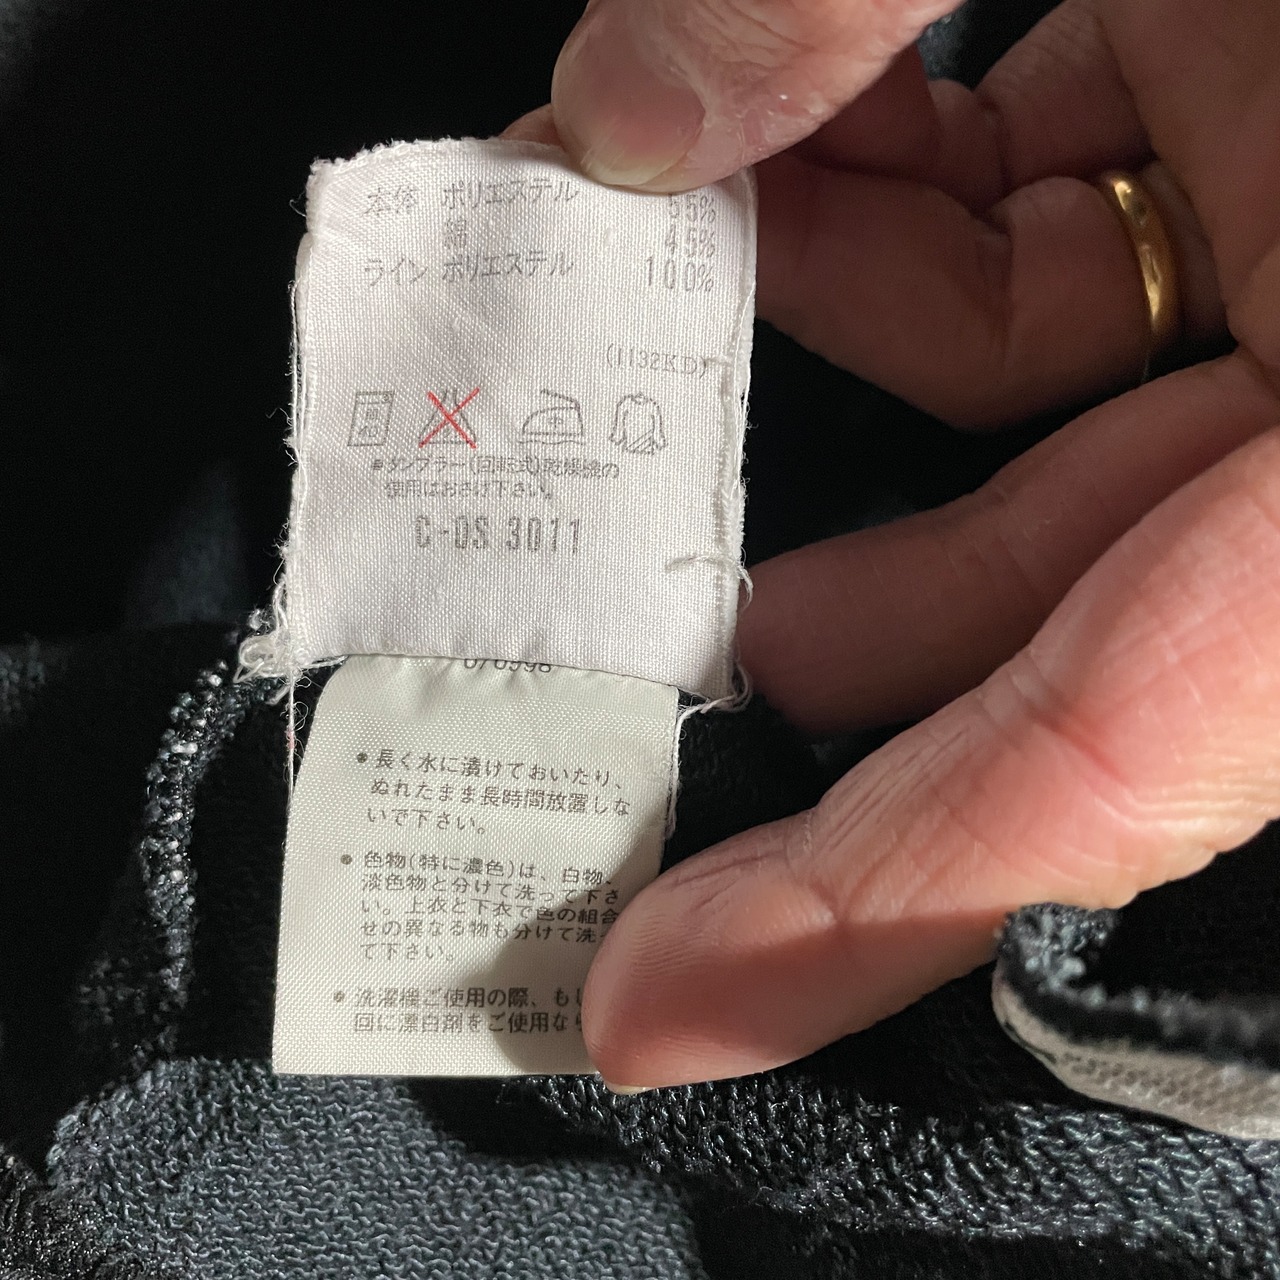 本体 ポリエステル 55%
綿 45%
ライン ポリエステル 100%
(1132KD)
タンブラー(回転式)乾燥機の
使用はおさけ下さい。
C-OS 3011
670998
●長く水に漬けておいたり、
ぬれたまま長時間放置しな
いで下さい。
●色物(特に濃色)は、白物、
淡色物と分けて洗って下さ
い。上衣と下衣で色の組合
せの異なる物も分けて洗っ
て下さい。
●洗濯機ご使用の際、もし
回に漂白剤をご使用なら